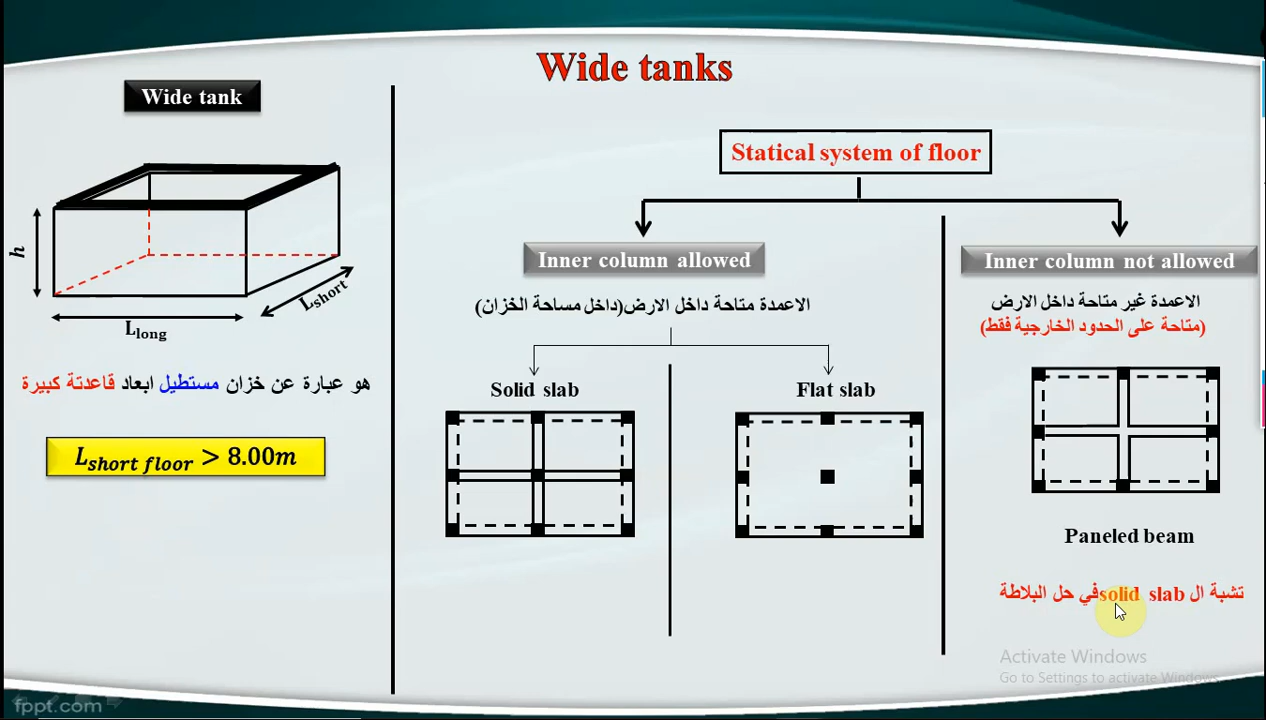 Wide tanks
Wide tank
h
L_long
L_short
هو عبارة عن خزان مستطيل ابعاد قاعدتة كبيرة
L_short floor > 8.00m
Statical system of floor
Inner column allowed
الاعمدة متاحة داخل الارض(داخل مساحة الخزان)
Solid slab
Flat slab
Inner column not allowed
الاعمدة غير متاحة داخل الارض
(متاحة على الحدود الخارجية فقط)
Paneled beam
تشبة ال solid slab في حل البلاطة
Activate Windows
Go to Settings to activate Windows.
fppt.com